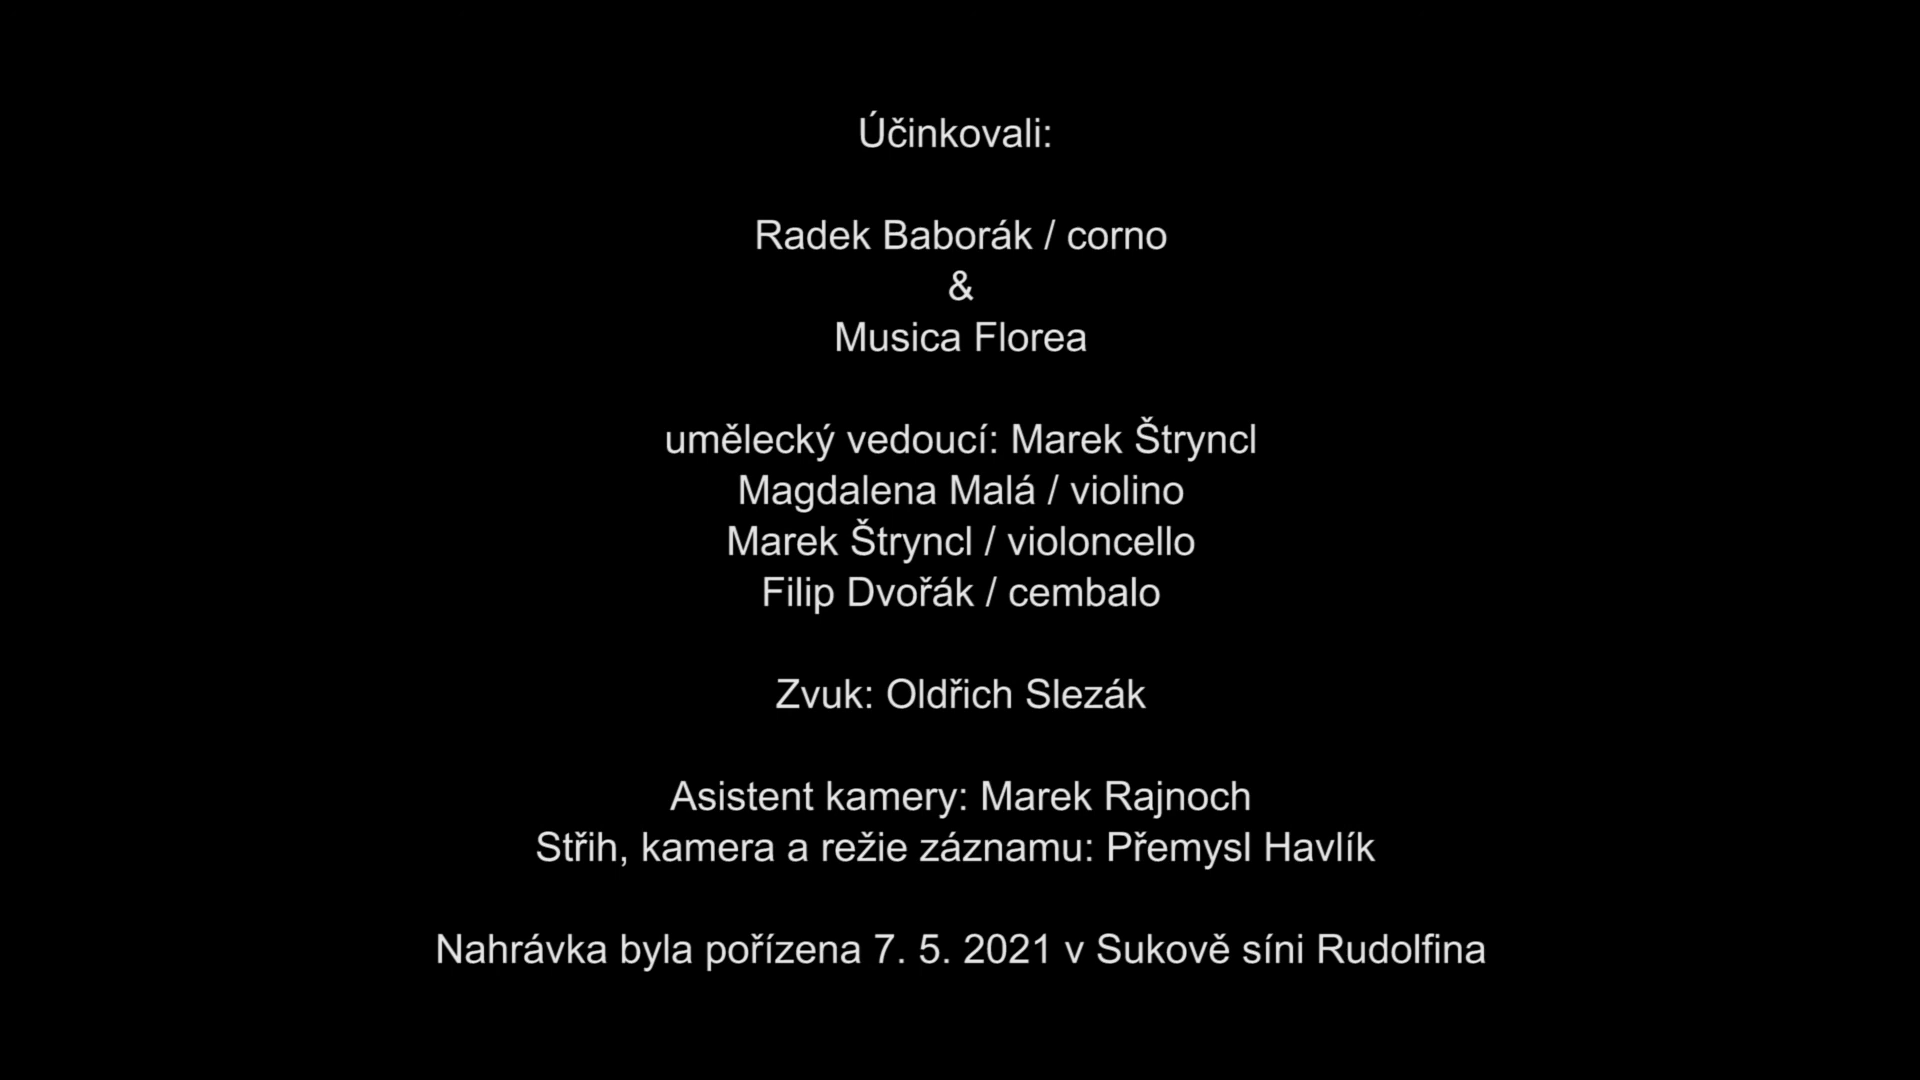 Účinkovali:
Radek Baborák / corno
&
Musica Florea
umělecký vedoucí: Marek Štryncl
Magdalena Malá / violino
Marek Štryncl / violoncello
Filip Dvořák / cembalo
Zvuk: Oldřich Slezák
Asistent kamery: Marek Rajnoch
Střih, kamera a režie záznamu: Přemysl Havlík
Nahrávka byla pořízena 7. 5. 2021 v Sukově síni Rudolfina